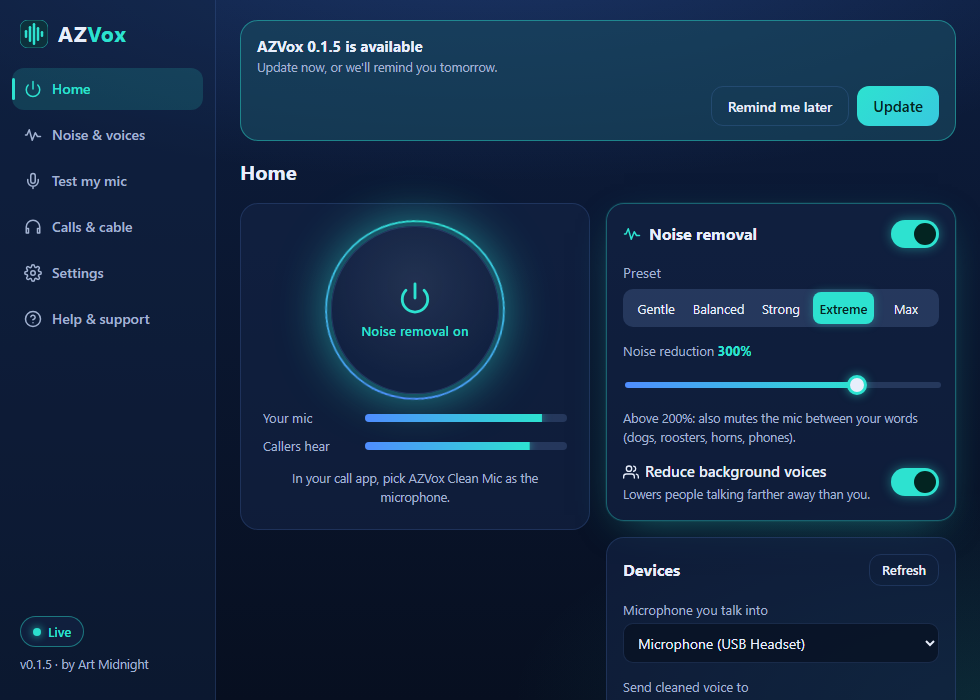 AZVox
Home
Noise & voices
Test my mic
Calls & cable
Settings
Help & support
Live
v0.1.5 · by Art Midnight
AZVox 0.1.5 is available
Update now, or we'll remind you tomorrow.
Remind me later
Update
Home
Noise removal on
Your mic
Callers hear
In your call app, pick AZVox Clean Mic as the
microphone.
Noise removal
Preset
Gentle Balanced Strong Extreme Max
Noise reduction 300%
Above 200%: also mutes the mic between your words
(dogs, roosters, horns, phones).
Reduce background voices
Lowers people talking farther away than you.
Devices
Refresh
Microphone you talk into
Microphone (USB Headset)
Send cleaned voice to